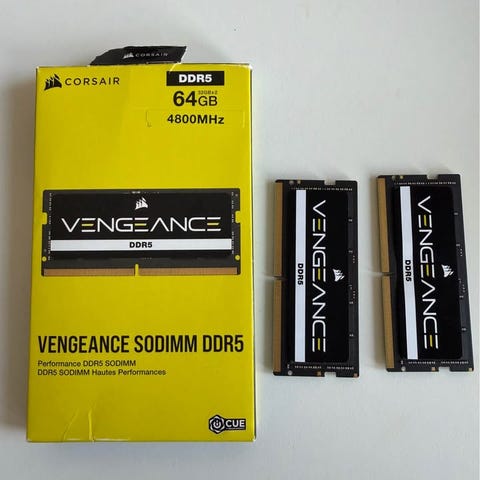 CORSAIR
CORSAIR
DDR5
32GBx2
64GB
4800MHz
VENGEANCE
DDR5
VENGEANCE SODIMM DDR5
Performance DDR5 SODIMM
DDR5 SODIMM Hautes Performances
iCUE
VENGEANCE
DDR5
VENGEANCE
DDR5